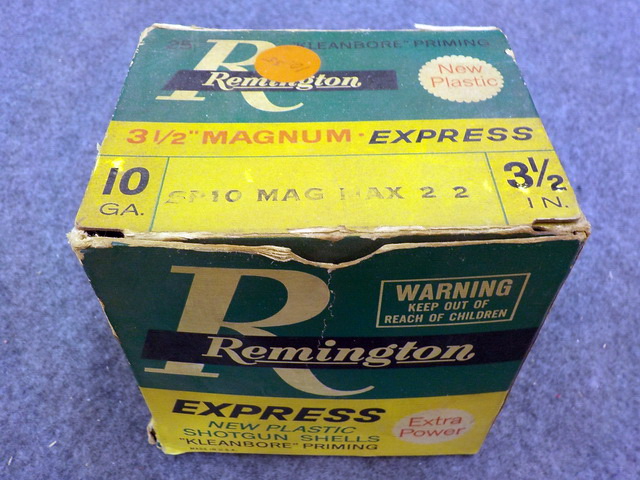 25 "KLEANBORE" PRIMING
R
Remington
New
Plastic
3 1/2" MAGNUM · EXPRESS
10
GA.
SP10 MAG MAX 2 2
3 1/2
IN.
R
Remington
WARNING
KEEP OUT OF
REACH OF CHILDREN
EXPRESS
NEW PLASTIC
SHOTGUN SHELLS
"KLEANBORE" PRIMING
MADE IN U.S.A.
Extra
Power